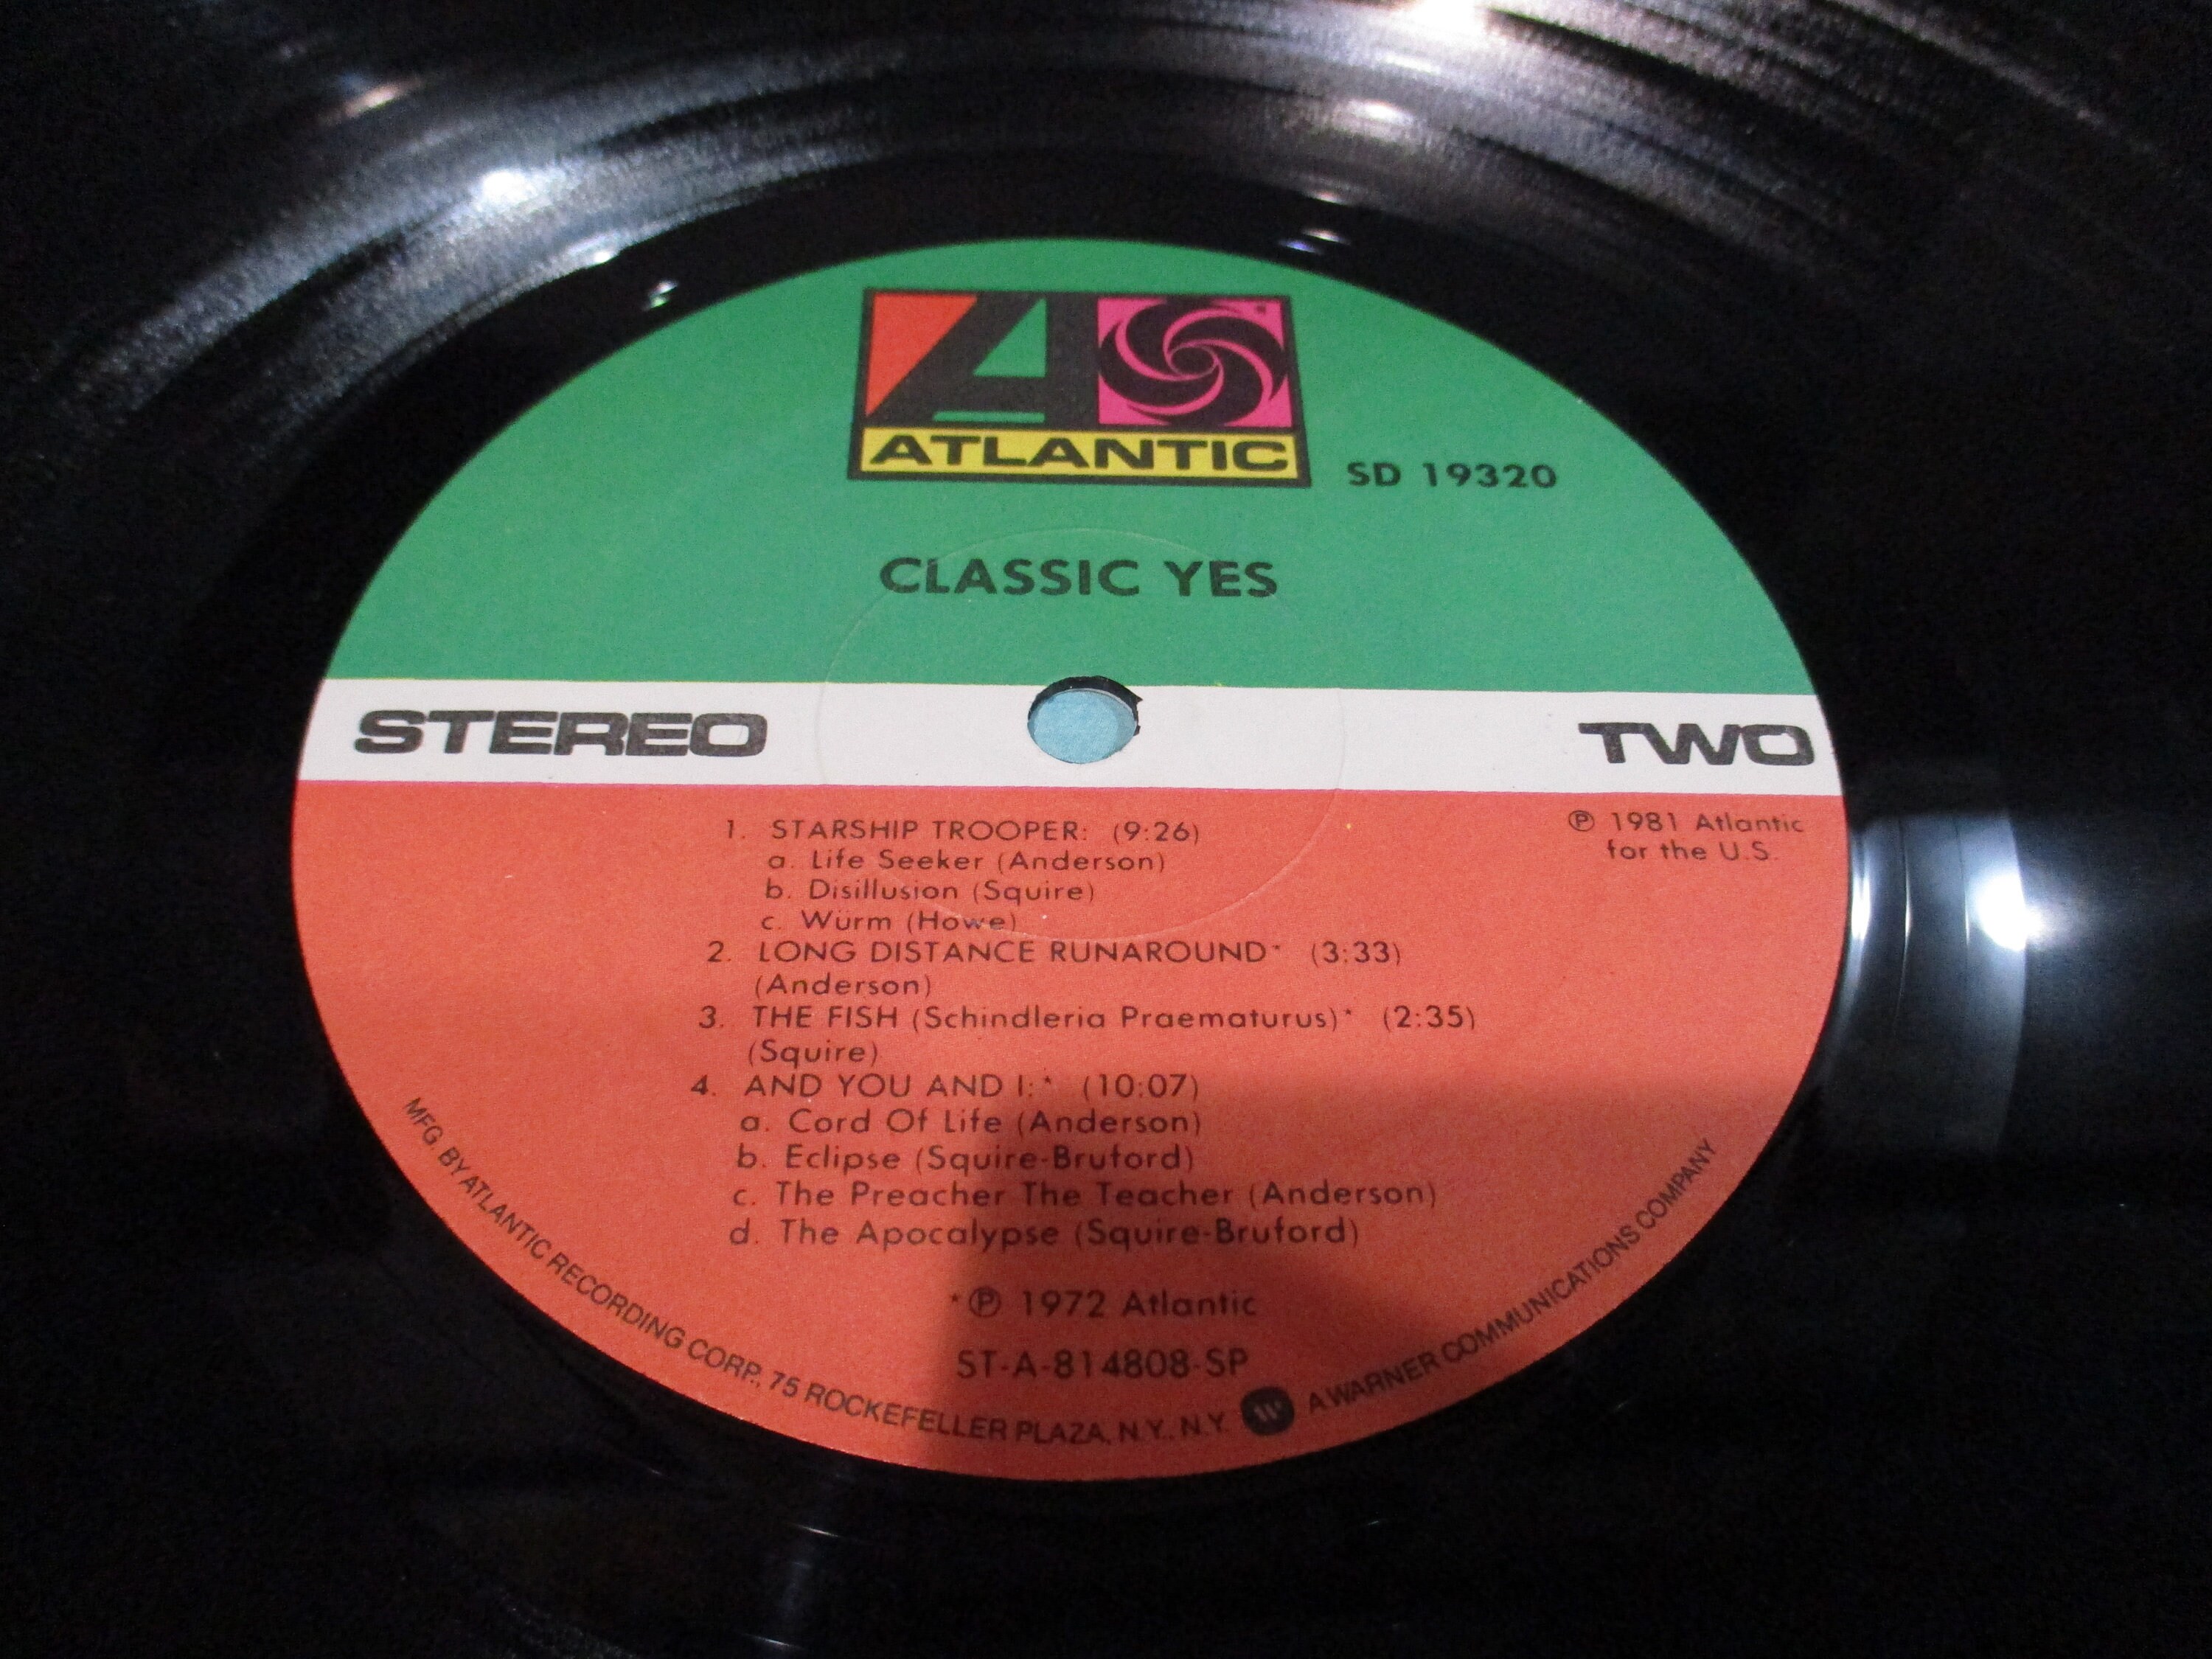 ATLANTIC
SD 19320
CLASSIC YES
STEREO
TWO
1. STARSHIP TROOPER: (9:26)
a. Life Seeker (Anderson)
b. Disillusion (Squire)
c. Würm (Howe)
2. LONG DISTANCE RUNAROUND* (3:33)
(Anderson)
3. THE FISH (Schindleria Praematurus)* (2:35)
(Squire)
4. AND YOU AND I:* (10:07)
a. Cord Of Life (Anderson)
b. Eclipse (Squire-Bruford)
c. The Preacher The Teacher (Anderson)
d. The Apocalypse (Squire-Bruford)
℗ 1981 Atlantic
for the U.S.
*℗ 1972 Atlantic
ST-A-814808-SP
MFG. BY ATLANTIC RECORDING CORP., 75 ROCKEFELLER PLAZA, N.Y., N.Y. A WARNER COMMUNICATIONS COMPANY